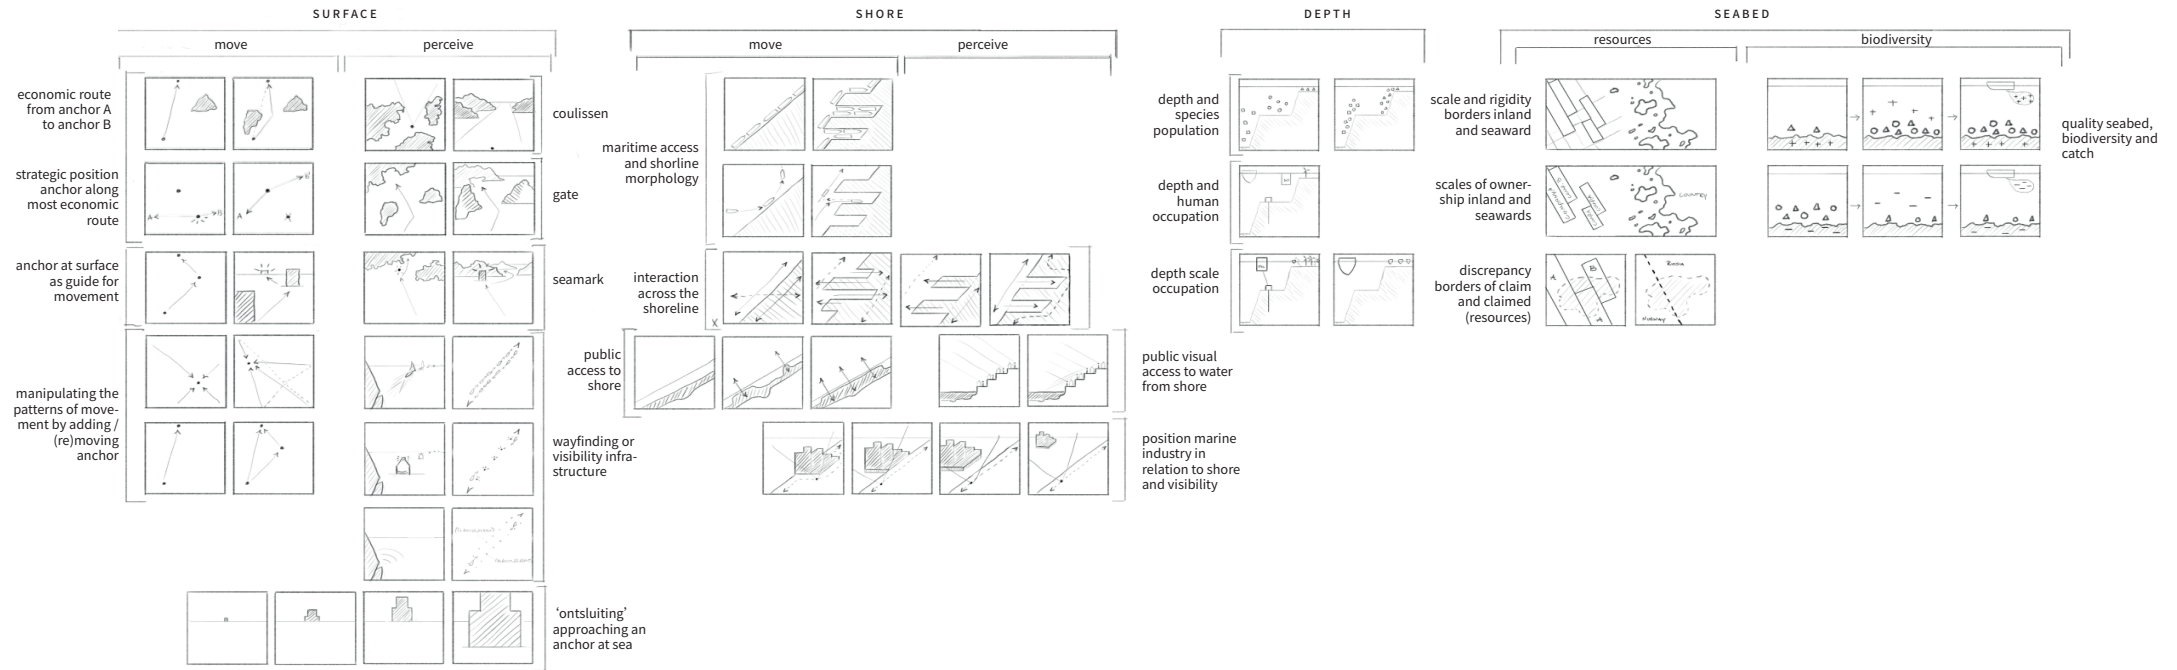 SURFACE
move
perceive
economic route
from anchor A
to anchor B
coulissen
strategic position
anchor along
most economic
route
A
B
A
B
gate
anchor at surface
as guide for
movement
seamark
manipulating the
patterns of move-
ment by adding /
(re)moving
anchor
wayfinding or
visibility infra-
structure
'ontsluiting'
approaching an
anchor at sea
SHORE
move
perceive
maritime access
and shorline
morphology
interaction
across the
shoreline
X
public
access to
shore
public visual
access to water
from shore
position marine
industry in
relation to shore
and visibility
DEPTH
depth and
species
population
depth and
human
occupation
depth scale
occupation
SEABED
resources
biodiversity
scale and rigidity
borders inland
and seaward
scales of owner-
ship inland and
seawards
COUNTRY
discrepancy
borders of claim
and claimed
(resources)
A
B
A
Russia
NORWAY
quality seabed,
biodiversity and
catch